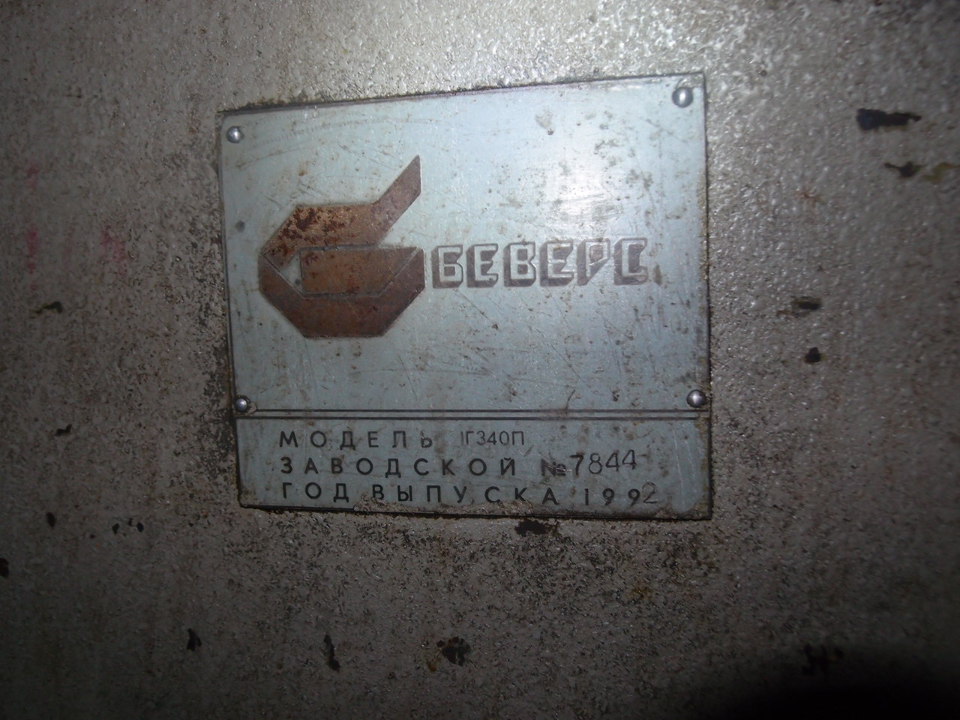 БЕВЕРС
МОДЕЛЬ 1Г340П
ЗАВОДСКОЙ №7844
ГОД ВЫПУСКА 1992